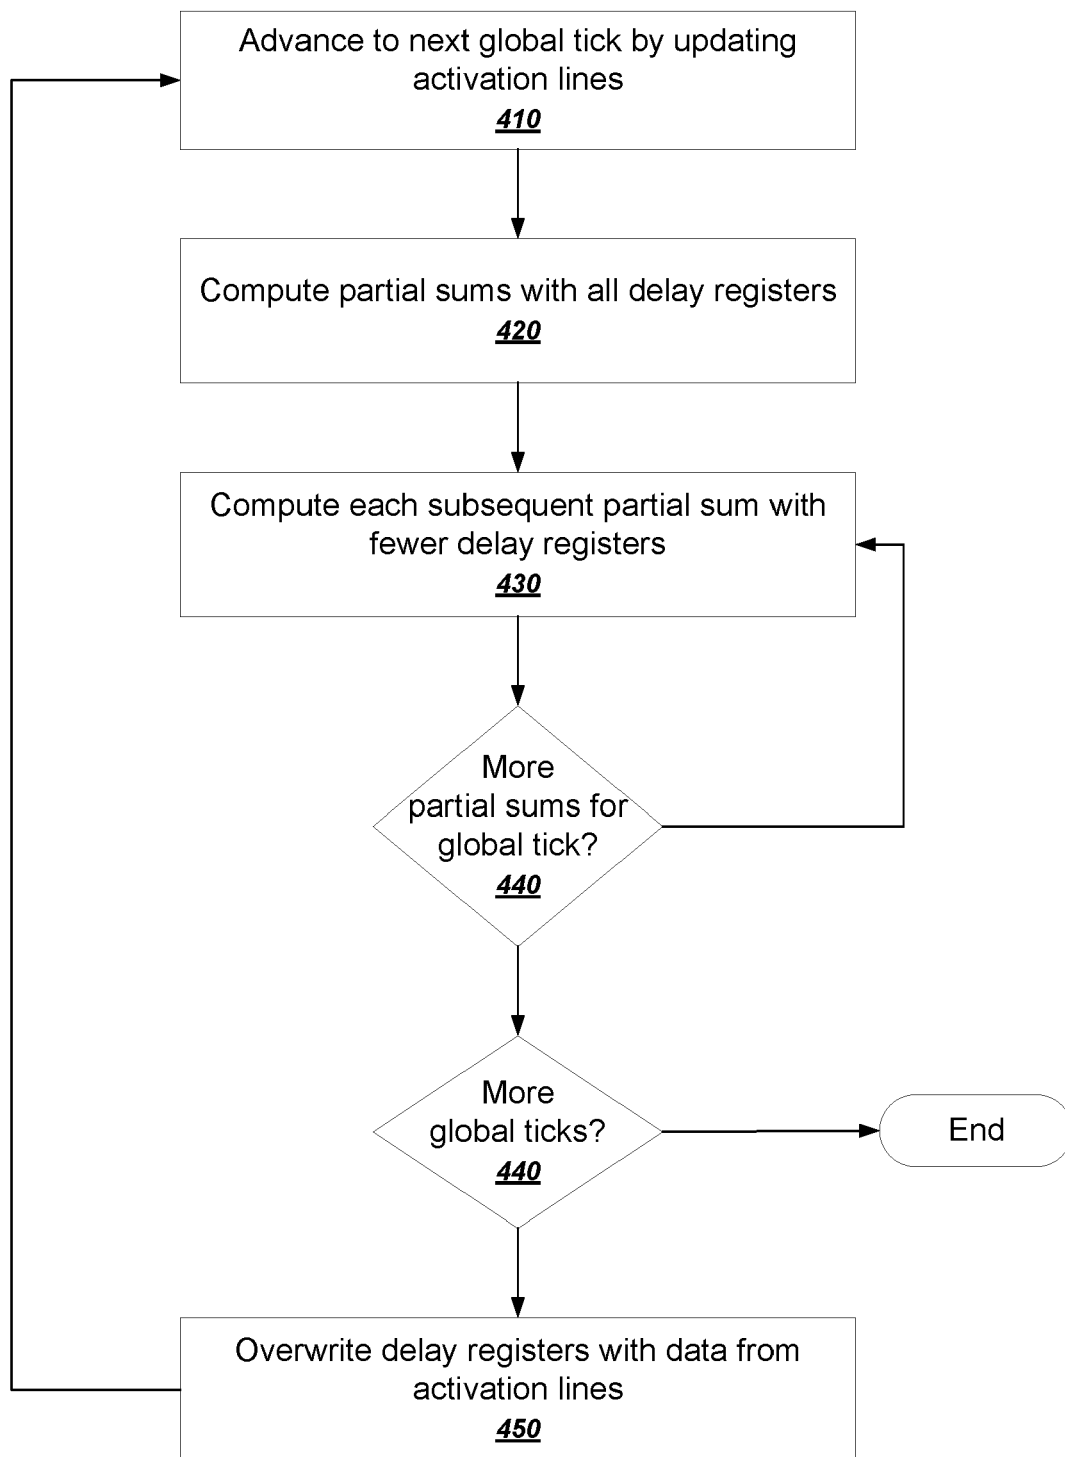 Advance to next global tick by updating
activation lines
410
Compute partial sums with all delay registers
420
Compute each subsequent partial sum with
fewer delay registers
430
More
partial sums for
global tick?
440
More
global ticks?
440
End
Overwrite delay registers with data from
activation lines
450